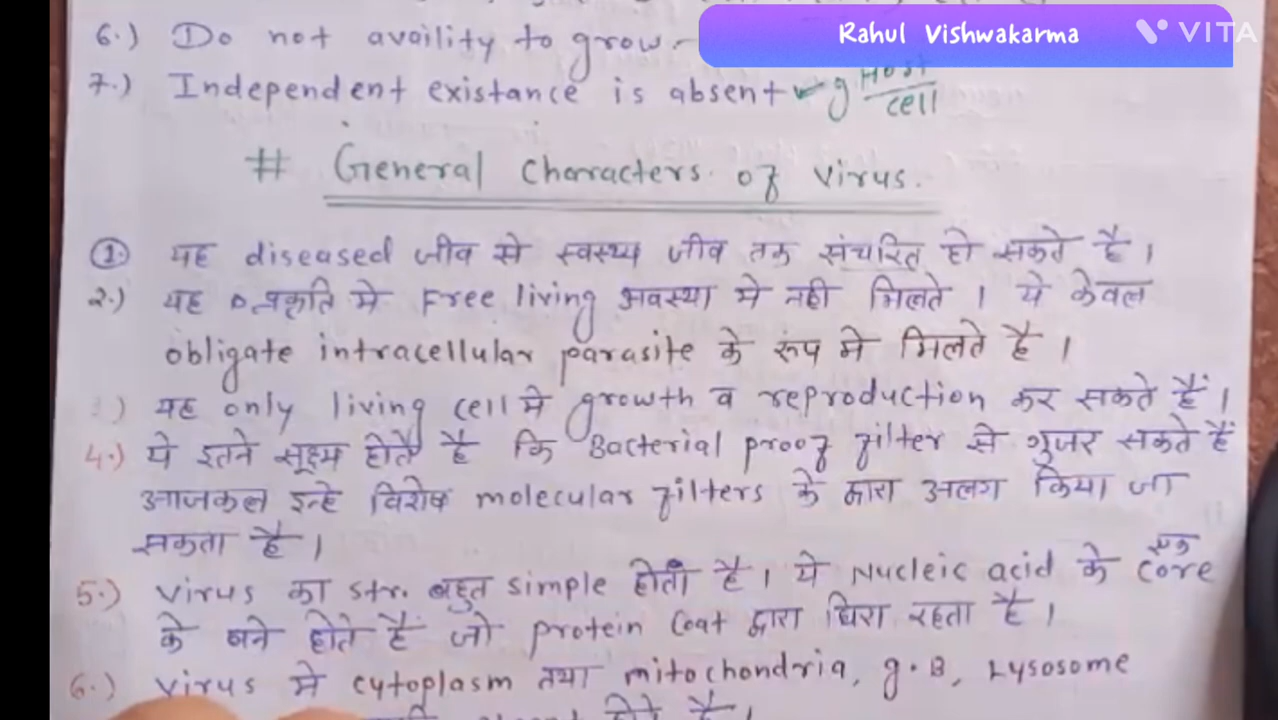 Rahul Vishwakarma
VITA
6.) Do not availity to grow.
7.) Independent existance is absent g Host cell
# General Characters of Virus.
1. यह diseased जीव से स्वस्थ्य जीव तक संचरित हो सकते है।
2.) यह प्रकृति मे Free living अवस्था मे नही मिलते । ये केवल
obligate intracellular parasite के रूप मे मिलते है ।
3) यह only living cell मे growth व reproduction कर सकते हैं।
4.) ये इतने सूक्ष्म होते है कि Bacterial proof filter से गुजर सकते हैं
आजकल इन्हे विशेष molecular filters के द्वारा अलग किया जा
सकता है ।
5.) Virus का str. बहुत simple होती है। ये Nucleic acid के एक core
के बने होते हैं जो protein coat द्वारा घिरा रहता है ।
6.) Virus मे cytoplasm तथा mitochondria, g.B, Lysosome
होते है।